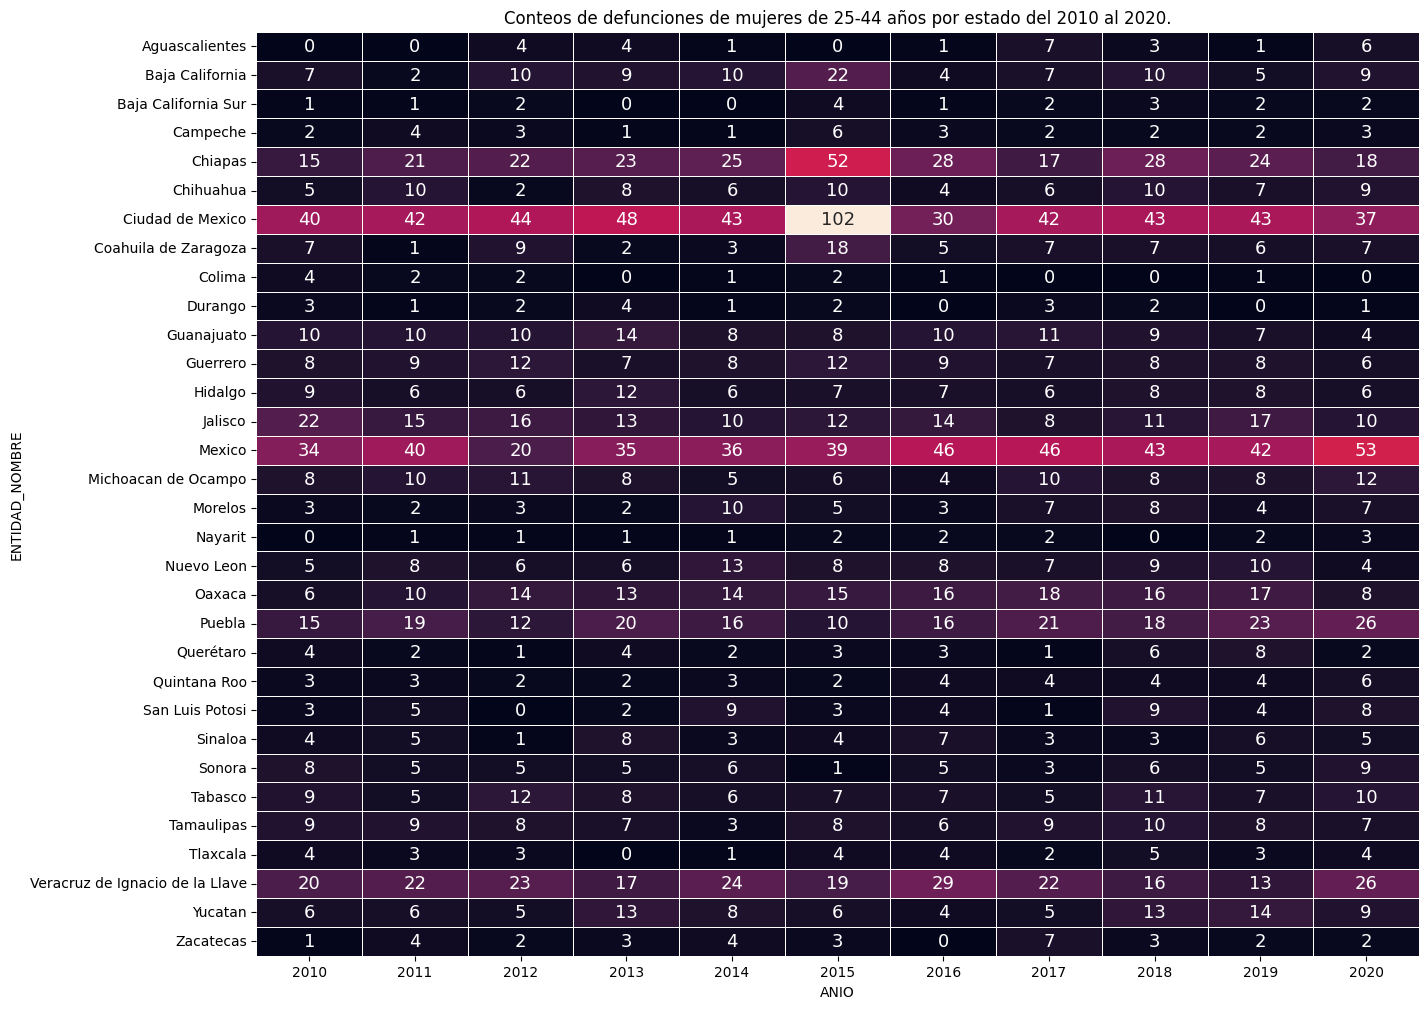 Conteos de defunciones de mujeres de 25-44 años por estado del 2010 al 2020.
ENTIDAD_NOMBRE
Aguascalientes 0 0 4 4 1 0 1 7 3 1 6
Baja California 7 2 10 9 10 22 4 7 10 5 9
Baja California Sur 1 1 2 0 0 4 1 2 3 2 2
Campeche 2 4 3 1 1 6 3 2 2 2 3
Chiapas 15 21 22 23 25 52 28 17 28 24 18
Chihuahua 5 10 2 8 6 10 4 6 10 7 9
Ciudad de Mexico 40 42 44 48 43 102 30 42 43 43 37
Coahuila de Zaragoza 7 1 9 2 3 18 5 7 7 6 7
Colima 4 2 2 0 1 2 1 0 0 1 0
Durango 3 1 2 4 1 2 0 3 2 0 1
Guanajuato 10 10 10 14 8 8 10 11 9 7 4
Guerrero 8 9 12 7 8 12 9 7 8 8 6
Hidalgo 9 6 6 12 6 7 7 6 8 8 6
Jalisco 22 15 16 13 10 12 14 8 11 17 10
Mexico 34 40 20 35 36 39 46 46 43 42 53
Michoacan de Ocampo 8 10 11 8 5 6 4 10 8 8 12
Morelos 3 2 3 2 10 5 3 7 8 4 7
Nayarit 0 1 1 1 1 2 2 2 0 2 3
Nuevo Leon 5 8 6 6 13 8 8 7 9 10 4
Oaxaca 6 10 14 13 14 15 16 18 16 17 8
Puebla 15 19 12 20 16 10 16 21 18 23 26
Querétaro 4 2 1 4 2 3 3 1 6 8 2
Quintana Roo 3 3 2 2 3 2 4 4 4 4 6
San Luis Potosi 3 5 0 2 9 3 4 1 9 4 8
Sinaloa 4 5 1 8 3 4 7 3 3 6 5
Sonora 8 5 5 5 6 1 5 3 6 5 9
Tabasco 9 5 12 8 6 7 7 5 11 7 10
Tamaulipas 9 9 8 7 3 8 6 9 10 8 7
Tlaxcala 4 3 3 0 1 4 4 2 5 3 4
Veracruz de Ignacio de la Llave 20 22 23 17 24 19 29 22 16 13 26
Yucatan 6 6 5 13 8 6 4 5 13 14 9
Zacatecas 1 4 2 3 4 3 0 7 3 2 2
2010 2011 2012 2013 2014 2015 2016 2017 2018 2019 2020
ANIO